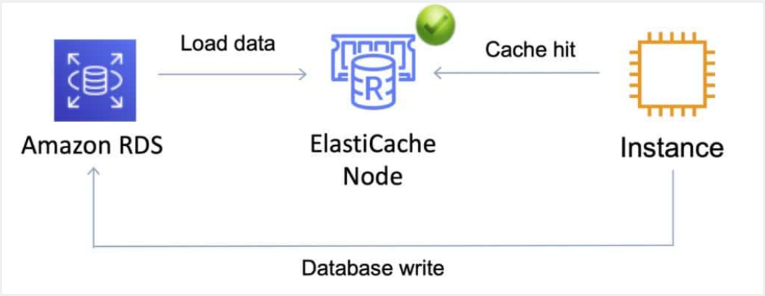 Load data
Cache hit
R
Amazon RDS
ElastiCache
Node
Instance
Database write